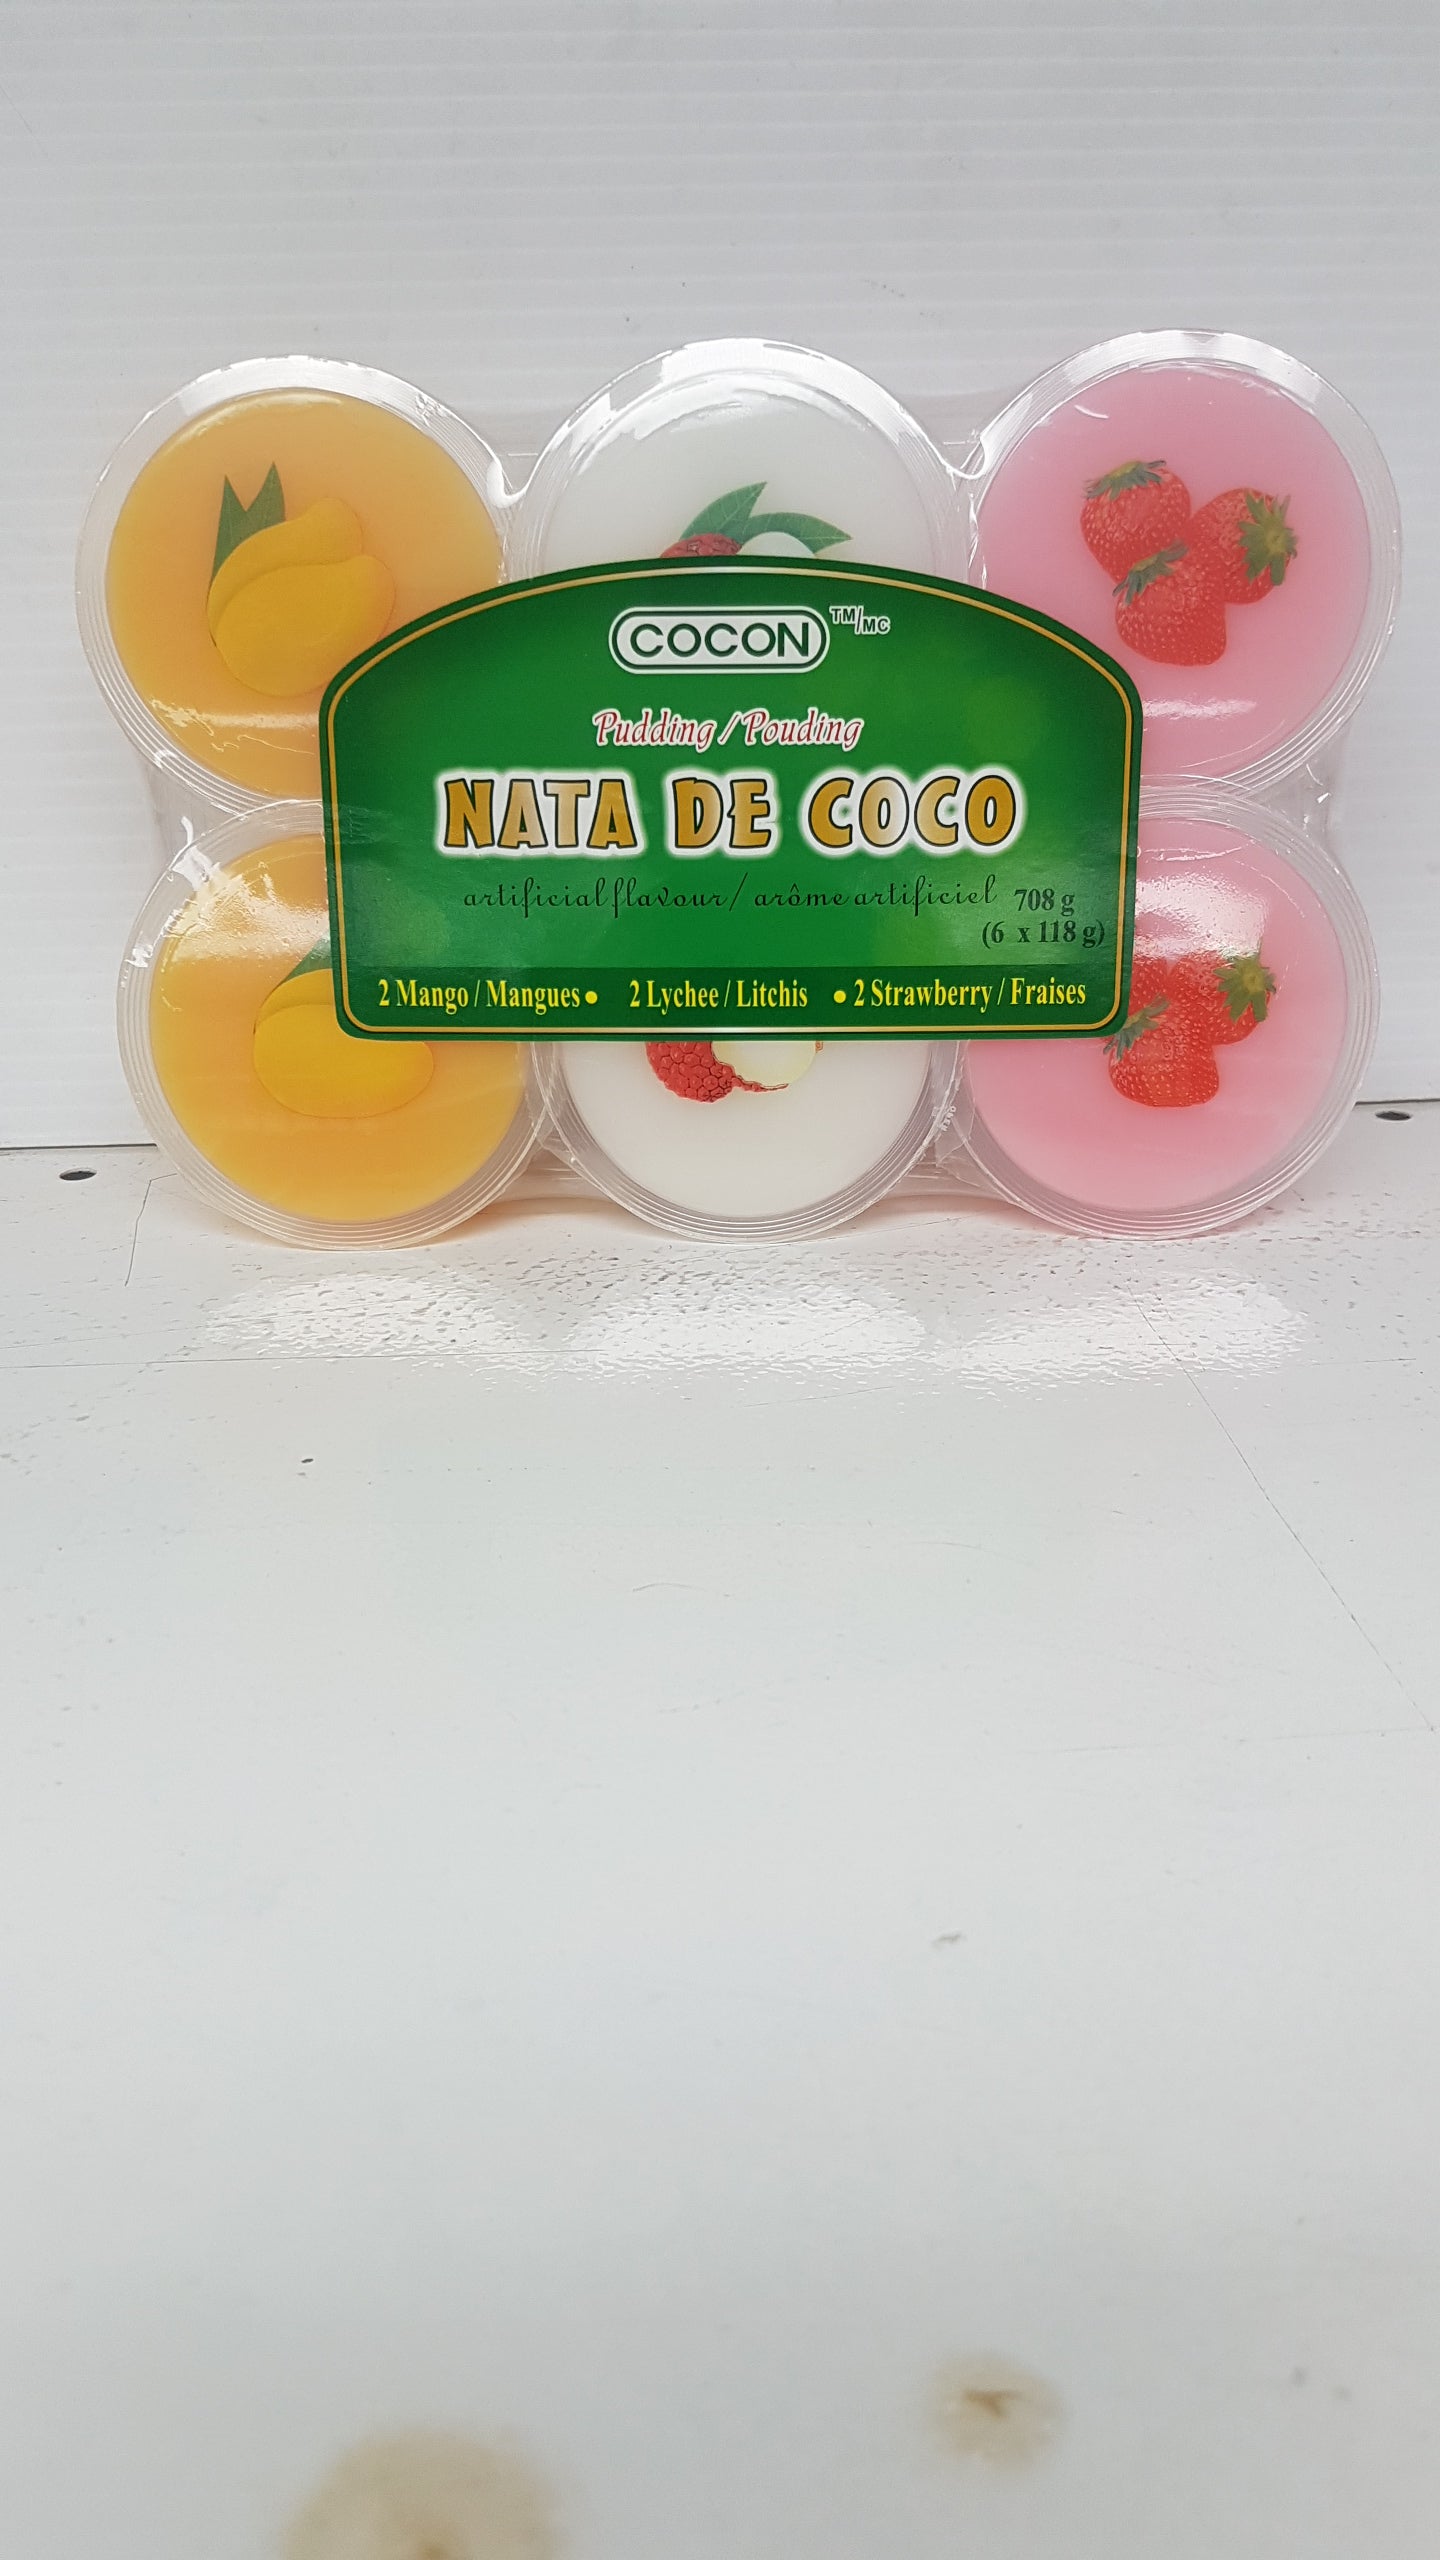 COCON TM/MC
Pudding / Pouding
NATA DE COCO
artificial flavour / arôme artificiel 708 g
(6 x 118 g)
2 Mango / Mangues • 2 Lychee / Litchis • 2 Strawberry / Fraises